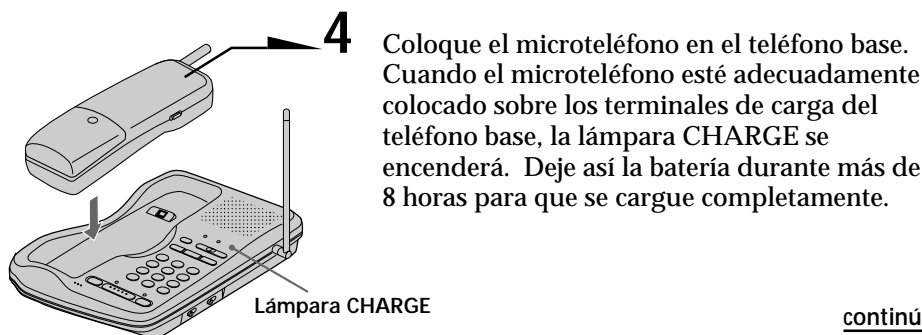 4
Coloque el microteléfono en el teléfono base.
Cuando el microteléfono esté adecuadamente
colocado sobre los terminales de carga del
teléfono base, la lámpara CHARGE se
encenderá.  Deje así la batería durante más de
8 horas para que se cargue completamente.
Lámpara CHARGE
continú